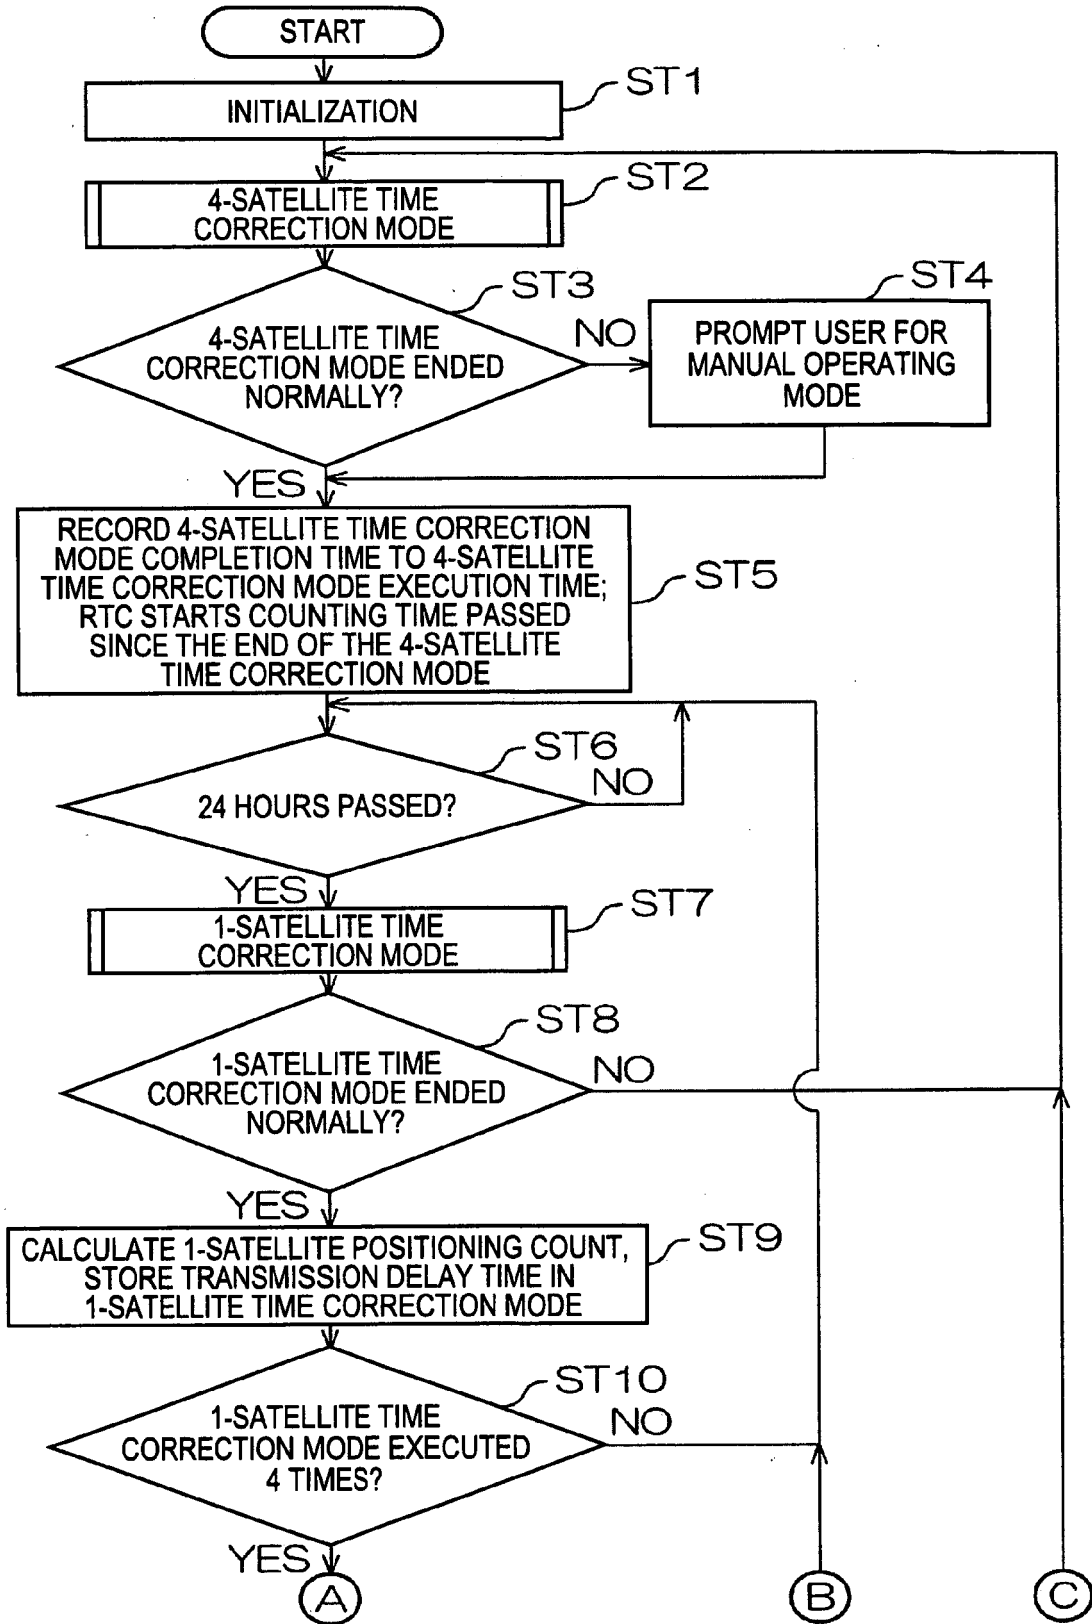 START
INITIALIZATION
ST1
4-SATELLITE TIME
CORRECTION MODE
ST2
4-SATELLITE TIME
CORRECTION MODE ENDED
NORMALLY?
ST3
NO
PROMPT USER FOR
MANUAL OPERATING
MODE
ST4
YES
RECORD 4-SATELLITE TIME CORRECTION
MODE COMPLETION TIME TO 4-SATELLITE
TIME CORRECTION MODE EXECUTION TIME;
RTC STARTS COUNTING TIME PASSED
SINCE THE END OF THE 4-SATELLITE
TIME CORRECTION MODE
ST5
24 HOURS PASSED?
ST6
NO
YES
1-SATELLITE TIME
CORRECTION MODE
ST7
1-SATELLITE TIME
CORRECTION MODE ENDED
NORMALLY?
ST8
NO
YES
CALCULATE 1-SATELLITE POSITIONING COUNT,
STORE TRANSMISSION DELAY TIME IN
1-SATELLITE TIME CORRECTION MODE
ST9
1-SATELLITE TIME
CORRECTION MODE EXECUTED
4 TIMES?
ST10
NO
YES
A
B
C